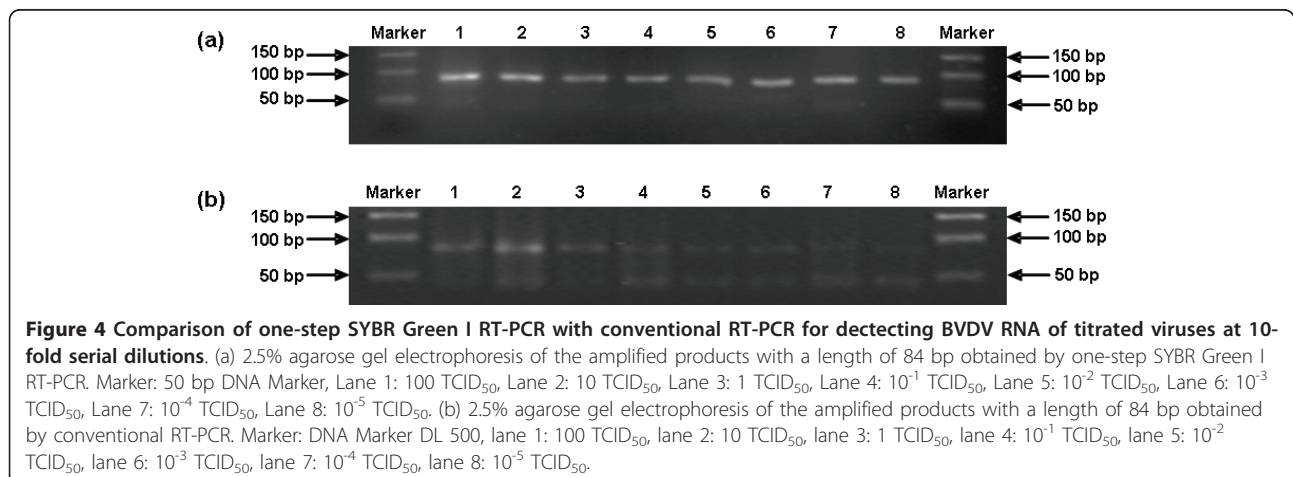 (a)
Marker 1 2 3 4 5 6 7 8 Marker
150 bp 150 bp
100 bp 100 bp
50 bp 50 bp
(b)
Marker 1 2 3 4 5 6 7 8 Marker
150 bp 150 bp
100 bp 100 bp
50 bp 50 bp
Figure 4 Comparison of one-step SYBR Green I RT-PCR with conventional RT-PCR for dectecting BVDV RNA of titrated viruses at 10-
fold serial dilutions. (a) 2.5% agarose gel electrophoresis of the amplified products with a length of 84 bp obtained by one-step SYBR Green I
RT-PCR. Marker: 50 bp DNA Marker, Lane 1: 100 TCID₅₀, Lane 2: 10 TCID₅₀, Lane 3: 1 TCID₅₀, Lane 4: 10⁻¹ TCID₅₀, Lane 5: 10⁻² TCID₅₀, Lane 6: 10⁻³
TCID₅₀, Lane 7: 10⁻⁴ TCID₅₀, Lane 8: 10⁻⁵ TCID₅₀. (b) 2.5% agarose gel electrophoresis of the amplified products with a length of 84 bp obtained
by conventional RT-PCR. Marker: DNA Marker DL 500, lane 1: 100 TCID₅₀, lane 2: 10 TCID₅₀, lane 3: 1 TCID₅₀, lane 4: 10⁻¹ TCID₅₀, lane 5: 10⁻²
TCID₅₀, lane 6: 10⁻³ TCID₅₀, lane 7: 10⁻⁴ TCID₅₀, lane 8: 10⁻⁵ TCID₅₀.